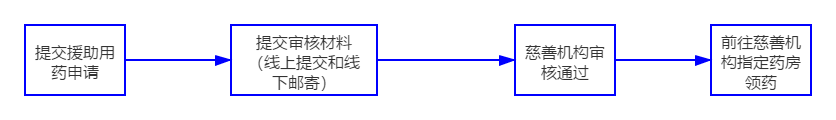 提交援助用
药申请
提交审核材料
（线上提交和线
下邮寄）
慈善机构审
核通过
前往慈善机
构指定药房
领药